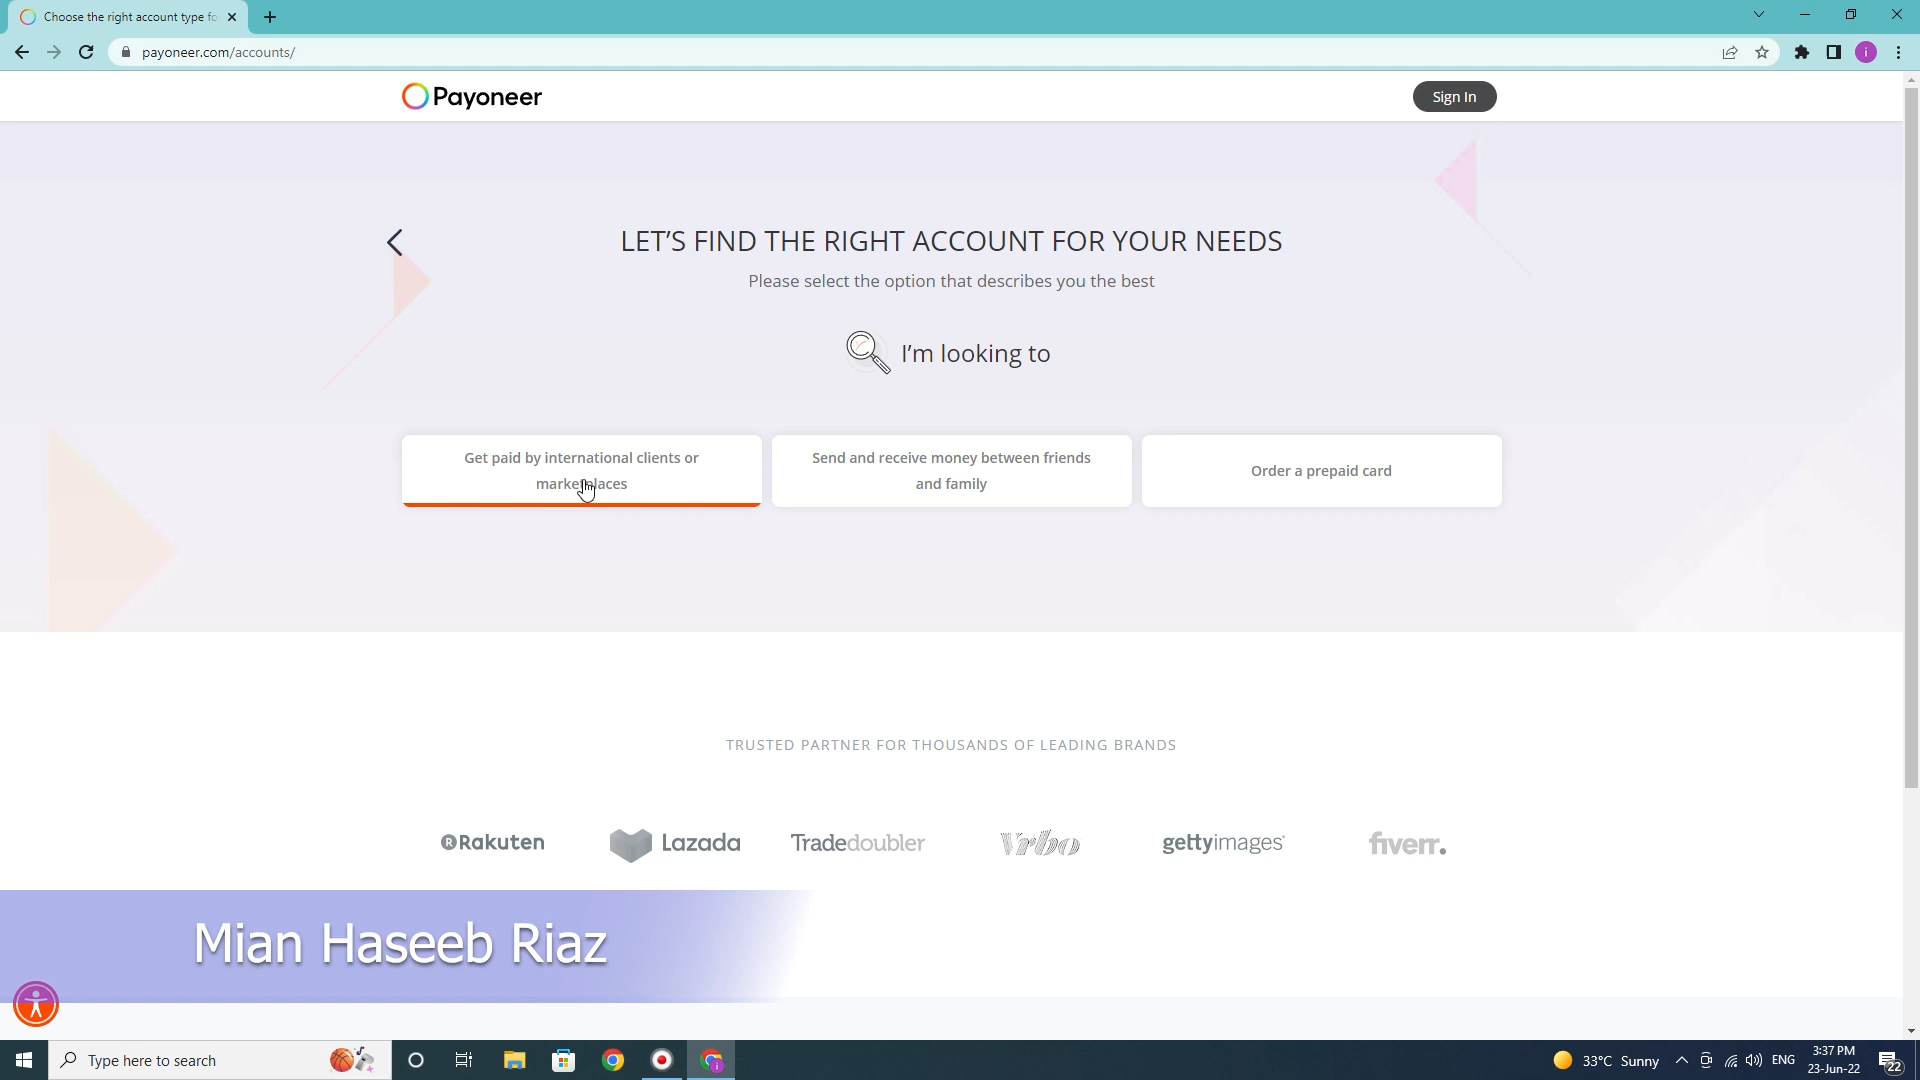 Choose the right account type fo
payoneer.com/accounts/
i
Payoneer
Sign In
LET'S FIND THE RIGHT ACCOUNT FOR YOUR NEEDS
Please select the option that describes you the best
I'm looking to
Get paid by international clients or
marketplaces
Send and receive money between friends
and family
Order a prepaid card
TRUSTED PARTNER FOR THOUSANDS OF LEADING BRANDS
Rakuten
Lazada
Tradedoubler
Vrbo
gettyimages
fiverr.
Mian Haseeb Riaz
Type here to search
33°C Sunny
ENG
3:37 PM
23-Jun-22
22